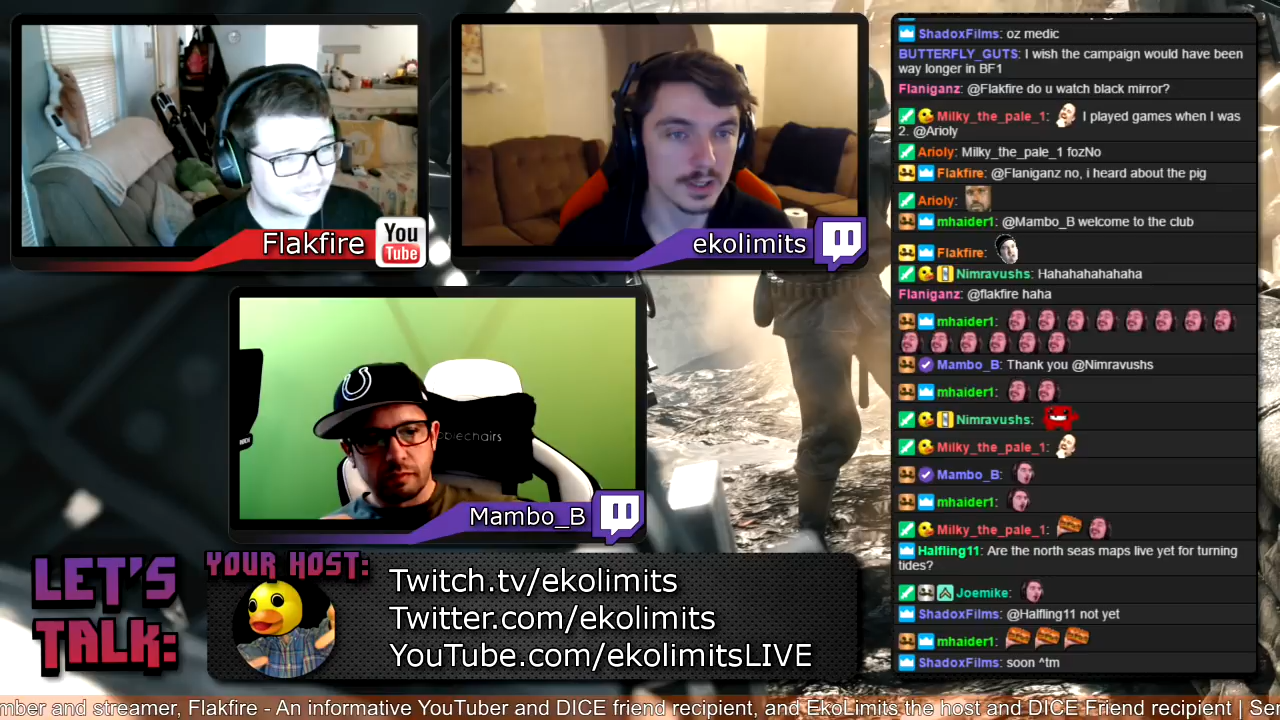 Flakfire
You
Tube
ekolimits
blechairs
Mambo_B
LET'S
TALK:
YOUR HOST:
Twitch.tv/ekolimits
Twitter.com/ekolimits
YouTube.com/ekolimitsLIVE
ShadoxFilms: oz medic
BUTTERFLY_GUTS: I wish the campaign would have been
way longer in BF1
Flaniganz: @Flakfire do u watch black mirror?
Milky_the_pale_1: I played games when I was
2. @Arioly
Arioly: Milky_the_pale_1 fozNo
Flakfire: @Flaniganz no, i heard about the pig
Arioly:
mhaider1: @Mambo_B welcome to the club
Flakfire:
Nimravushs: Hahahahahahaha
Flaniganz: @flakfire haha
mhaider1:
Mambo_B: Thank you @Nimravushs
mhaider1:
Nimravushs:
Milky_the_pale_1:
Mambo_B:
mhaider1:
Milky_the_pale_1:
Halfling11: Are the north seas maps live yet for turning
tides?
Joemike:
ShadoxFilms: @Halfling11 not yet
mhaider1:
ShadoxFilms: soon ^tm
mber and streamer, Flakfire - An informative YouTuber and DICE friend recipient, and EkoLimits the host and DICE Friend recipient | Ser